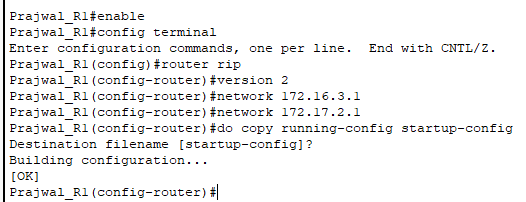 Prajwal_R1#enable
Prajwal_R1#config terminal
Enter configuration commands, one per line.  End with CNTL/Z.
Prajwal_R1(config)#router rip
Prajwal_R1(config-router)#version 2
Prajwal_R1(config-router)#network 172.16.3.1
Prajwal_R1(config-router)#network 172.17.2.1
Prajwal_R1(config-router)#do copy running-config startup-config
Destination filename [startup-config]?
Building configuration...
[OK]
Prajwal_R1(config-router)#